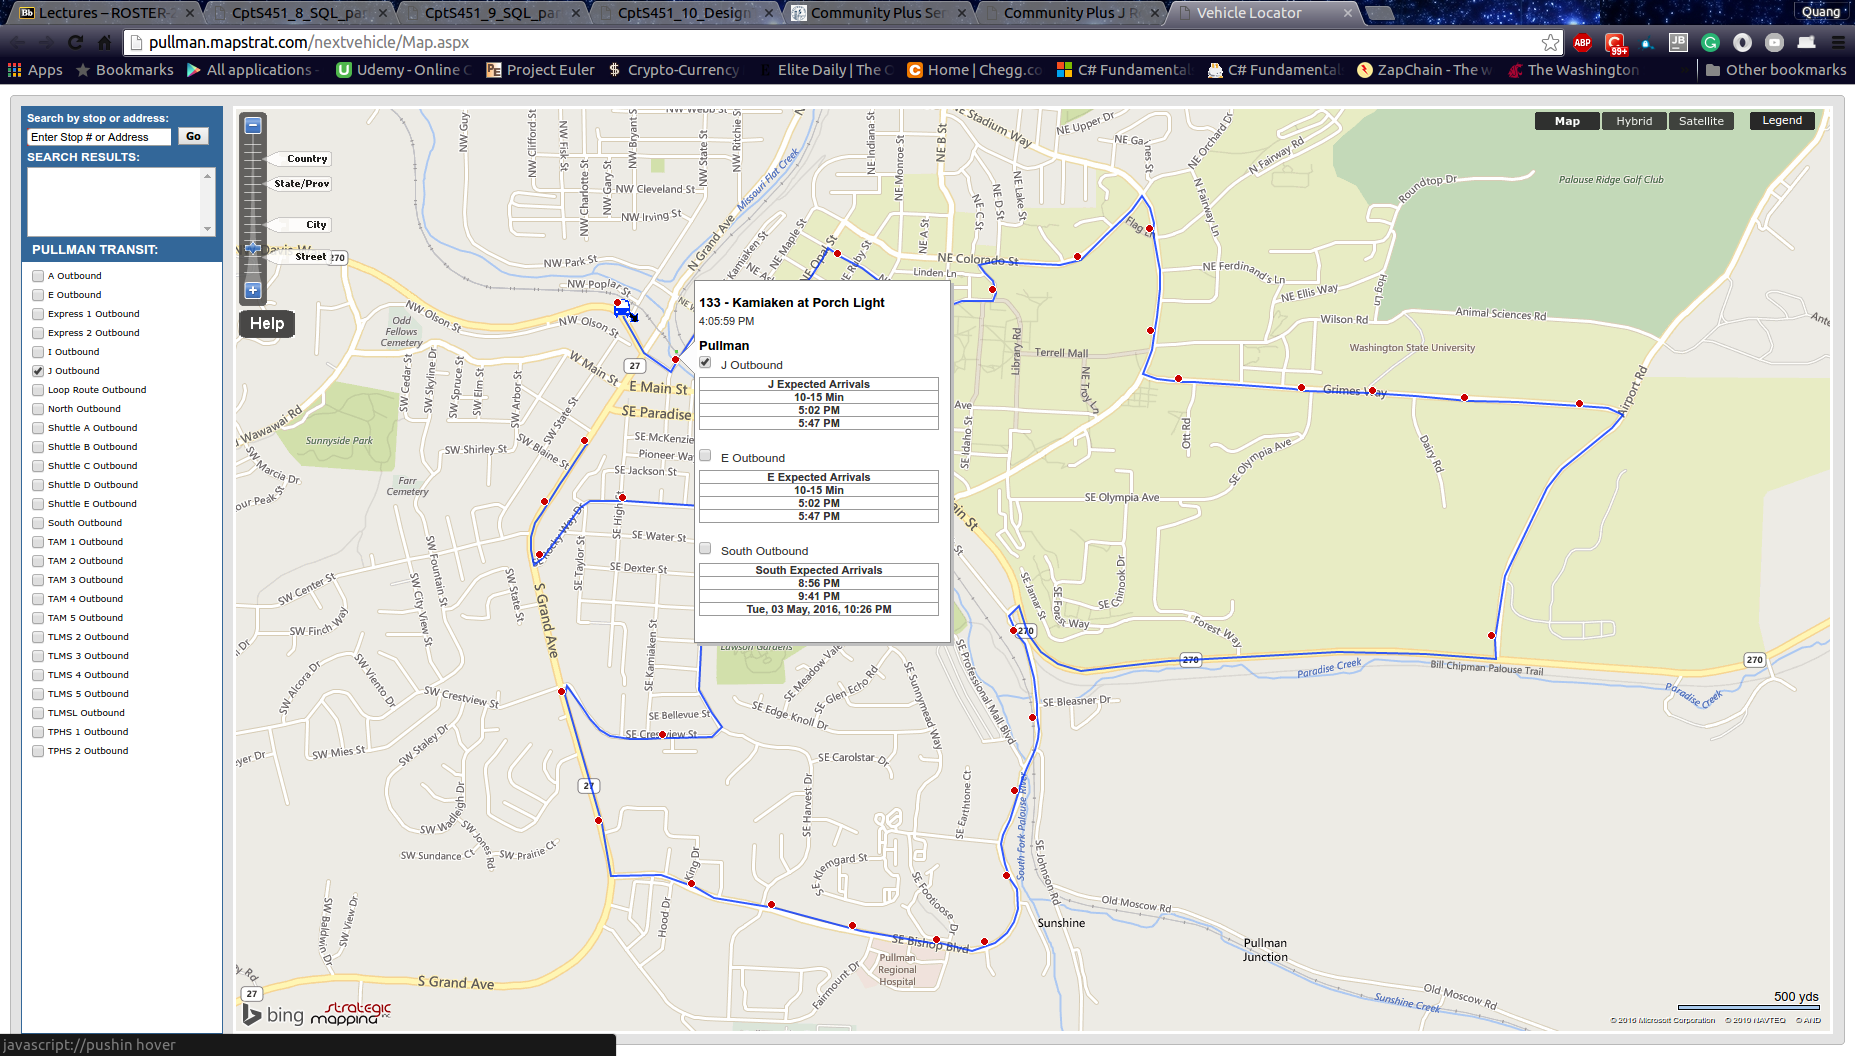 Lectures – ROSTER-2
CptS451_8_SQL_par
CptS451_9_SQL_par
CptS451_10_Design
Community Plus Ser
Community Plus J R
Vehicle Locator
Quang
pullman.mapstrat.com/nextvehicle/Map.aspx
ABP
99+
JB
Apps
Bookmarks
All applications
Udemy - Online C
Project Euler
Crypto-Currency
Elite Daily | The C
Home | Chegg.co
C# Fundamental
C# Fundamental
ZapChain - The w
The Washington
Other bookmarks
Search by stop or address:
Enter Stop # or Address
Go
SEARCH RESULTS:
PULLMAN TRANSIT:
A Outbound
E Outbound
Express 1 Outbound
Express 2 Outbound
I Outbound
J Outbound
Loop Route Outbound
North Outbound
Shuttle A Outbound
Shuttle B Outbound
Shuttle C Outbound
Shuttle D Outbound
Shuttle E Outbound
South Outbound
TAM 1 Outbound
TAM 2 Outbound
TAM 3 Outbound
TAM 4 Outbound
TAM 5 Outbound
TLMS 2 Outbound
TLMS 3 Outbound
TLMS 4 Outbound
TLMS 5 Outbound
TLMSL Outbound
TPHS 1 Outbound
TPHS 2 Outbound
Country
State/Prov
City
Street
Help
Map
Hybrid
Satellite
Legend
133 - Kamiaken at Porch Light
4:05:59 PM
Pullman
J Outbound
J Expected Arrivals
10-15 Min
5:02 PM
5:47 PM
E Outbound
E Expected Arrivals
10-15 Min
5:02 PM
5:47 PM
South Outbound
South Expected Arrivals
8:56 PM
9:41 PM
Tue, 03 May, 2016, 10:26 PM
NW Guy
NW Clifford St
NW Fisk St
NW Charlotte St
NW Gary St
NW Bryant St
NW State St
NW Ritchie St
NW Cleveland St
NW Irving St
NW Park St
NW Poplar St
NW Olson St
NW Olson St
Missouri Flat Creek
N Grand Ave
NE Maple St
NE Opal St
NE Ruby St
NE Indiana St
NE Monroe St
NE B St
NE A St
NE C St
NE D St
NE Lake St
NE Stadium Way
NE Upper Dr
NE Orchard Dr
N Fairway Rd
N Fairway Ln
Flag Ln
NE Colorado St
Linden Ln
NE Ferdinand's Ln
NE Ellis Way
Hog Ln
Roundtop Dr
Palouse Ridge Golf Club
Wilson Rd
Animal Sciences Rd
Washington State University
Terrell Mall
Library Rd
NE Troy Ln
Grimes Way
Airport Rd
Dairy Rd
Ott Rd
SE Olympia Ave
SE Olympia Ave
SE Idaho St
Odd Fellows Cemetery
W Main St
27
E Main St
SE Paradise
SW Cedar St
SW Skyline Dr
SW Spruce St
SW Elm St
SW Arbor St
SW State St
SW Blaine St
SW Shirley St
Sunnyside Park
Wawawai Rd
SW Marcia Dr
Farr Cemetery
SE McKenzie
Pioneer Wa
SE Jackson St
SE High St
SE Water St
SE Dexter St
SE Taylor St
SW Center St
SW Fountain St
SW City View St
SW Finch Way
SW State St
S Grand Ave
SW Alcora Dr
SW Viento Dr
SW Crestview St
SW Mies St
SW Staley Dr
SW Wadleigh Dr
SW Jones Rd
SW Sundance Ct
SW Prairie Ct
SW Baldwin Dr
SW View Dr
SE Kamiaken St
Lawson Gardens
SE Bellevue St
SE Crestview St
SE Meadow Vale
SE Glen Echo Rd
SE Edge Knoll Dr
SE Sunnymead Way
SE Professional Mall Blvd
SE Carolstar Dr
SE Harvest Dr
SE Earthtone Ct
SE Klemgard St
SE Footloose Dr
King Dr
Hood Dr
SE Bishop Blvd
Pullman Regional Hospital
Fairmount Dr
S Grand Ave
27
27
SE Jamar St
SE Forest Way
SE Chinook Dr
Forest Way
270
270
270
Paradise Creek
Paradise Creek
Bill Chipman Palouse Trail
SE Bleasner Dr
South Fork Palouse River
SE Johnson Rd
Old Moscow Rd
Old Moscow Rd
Sunshine
Pullman Junction
Sunshine Creek
500 yds
bing
strategic mapping
© 2016 Microsoft Corporation © 2010 NAVTEQ © AND
javascript://pushin hover